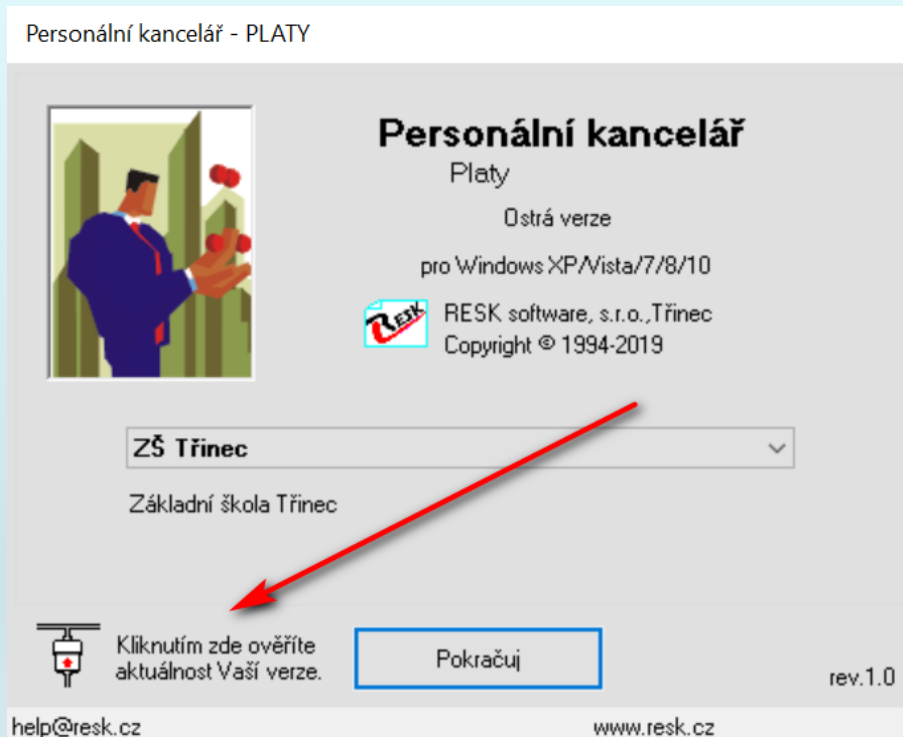 Personální kancelář - PLATY
Personální kancelář
Platy
Ostrá verze
pro Windows XP/Vista/7/8/10
RESK
RESK software, s.r.o.,Třinec
Copyright © 1994-2019
ZŠ Třinec
Základní škola Třinec
Kliknutím zde ověříte
aktuálnost Vaší verze.
Pokračuj
rev.1.0
help@resk.cz
www.resk.cz